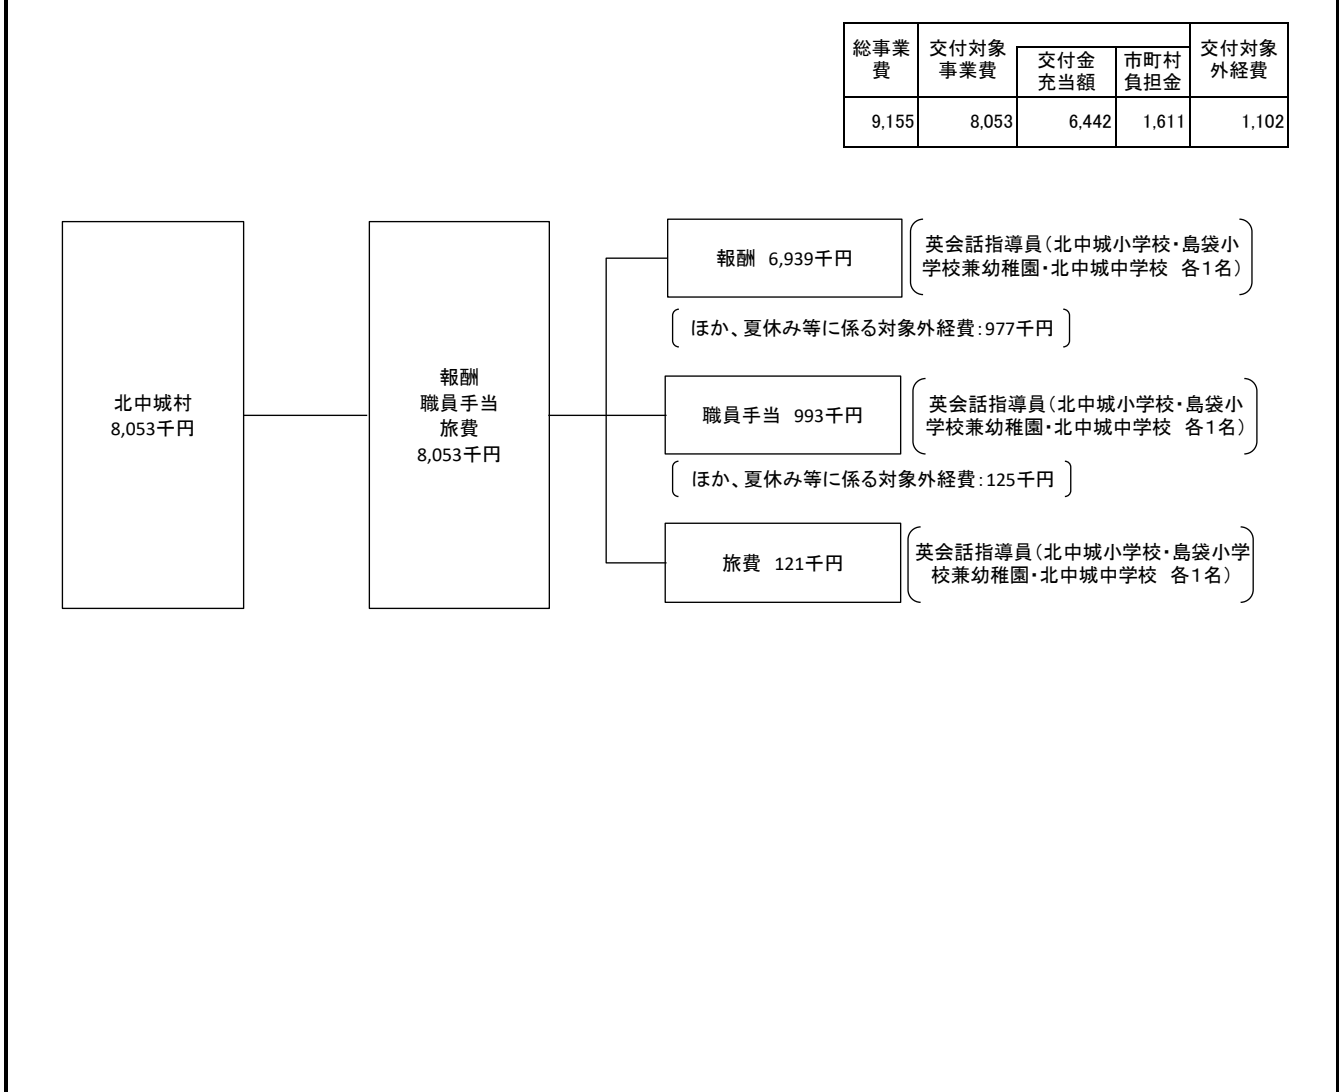 総事業
費
交付対象
事業費
交付金
充当額
市町村
負担金
交付対象
外経費
9,155
8,053
6,442
1,611
1,102
北中城村
8,053千円
報酬
職員手当
旅費
8,053千円
報酬 6,939千円
英会話指導員(北中城小学校・島袋小
学校兼幼稚園・北中城中学校 各1名)
ほか、夏休み等に係る対象外経費:977千円
職員手当 993千円
英会話指導員(北中城小学校・島袋小
学校兼幼稚園・北中城中学校 各1名)
ほか、夏休み等に係る対象外経費:125千円
旅費 121千円
英会話指導員(北中城小学校・島袋小学
校兼幼稚園・北中城中学校 各1名)